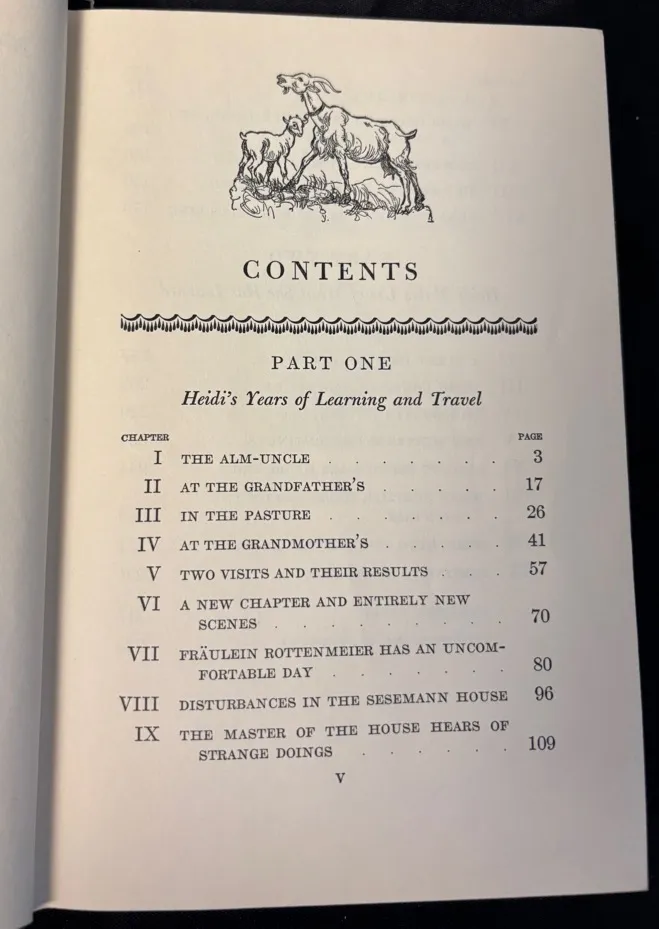 CONTENTS
PART ONE
Heidi's Years of Learning and Travel
CHAPTER PAGE
I THE ALM-UNCLE . . . . . . 3
II AT THE GRANDFATHER'S . . . . . 17
III IN THE PASTURE . . . . . . 26
IV AT THE GRANDMOTHER'S . . . . . 41
V TWO VISITS AND THEIR RESULTS . . . 57
VI A NEW CHAPTER AND ENTIRELY NEW
SCENES . . . . . . . . . 70
VII FRÄULEIN ROTTENMEIER HAS AN UNCOM-
FORTABLE DAY . . . . . . 80
VIII DISTURBANCES IN THE SESEMANN HOUSE 96
IX THE MASTER OF THE HOUSE HEARS OF
STRANGE DOINGS . . . . . 109
V